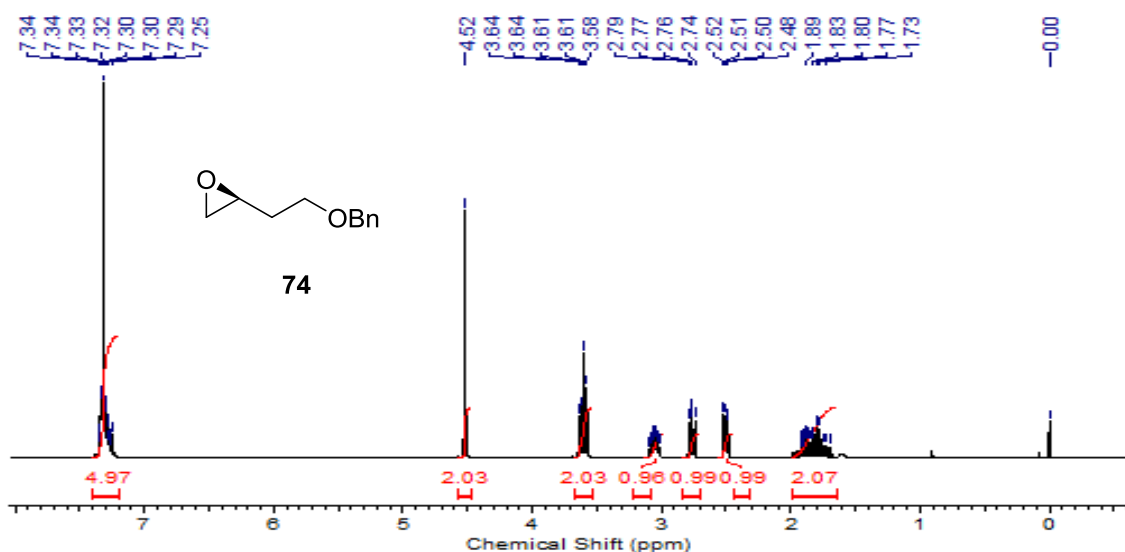 7.34 7.34 7.33 7.32 7.30 7.30 7.29 7.25 4.52 3.64 3.64 3.61 3.61 3.58 2.79 2.77 2.76 2.74 2.52 2.51 2.50 2.48 1.89 1.83 1.80 1.77 1.73 -0.00
O
OBn
74
4.97 2.03 2.03 0.96 0.99 0.99 2.07
7 6 5 4 3 2 1 0
Chemical Shift (ppm)